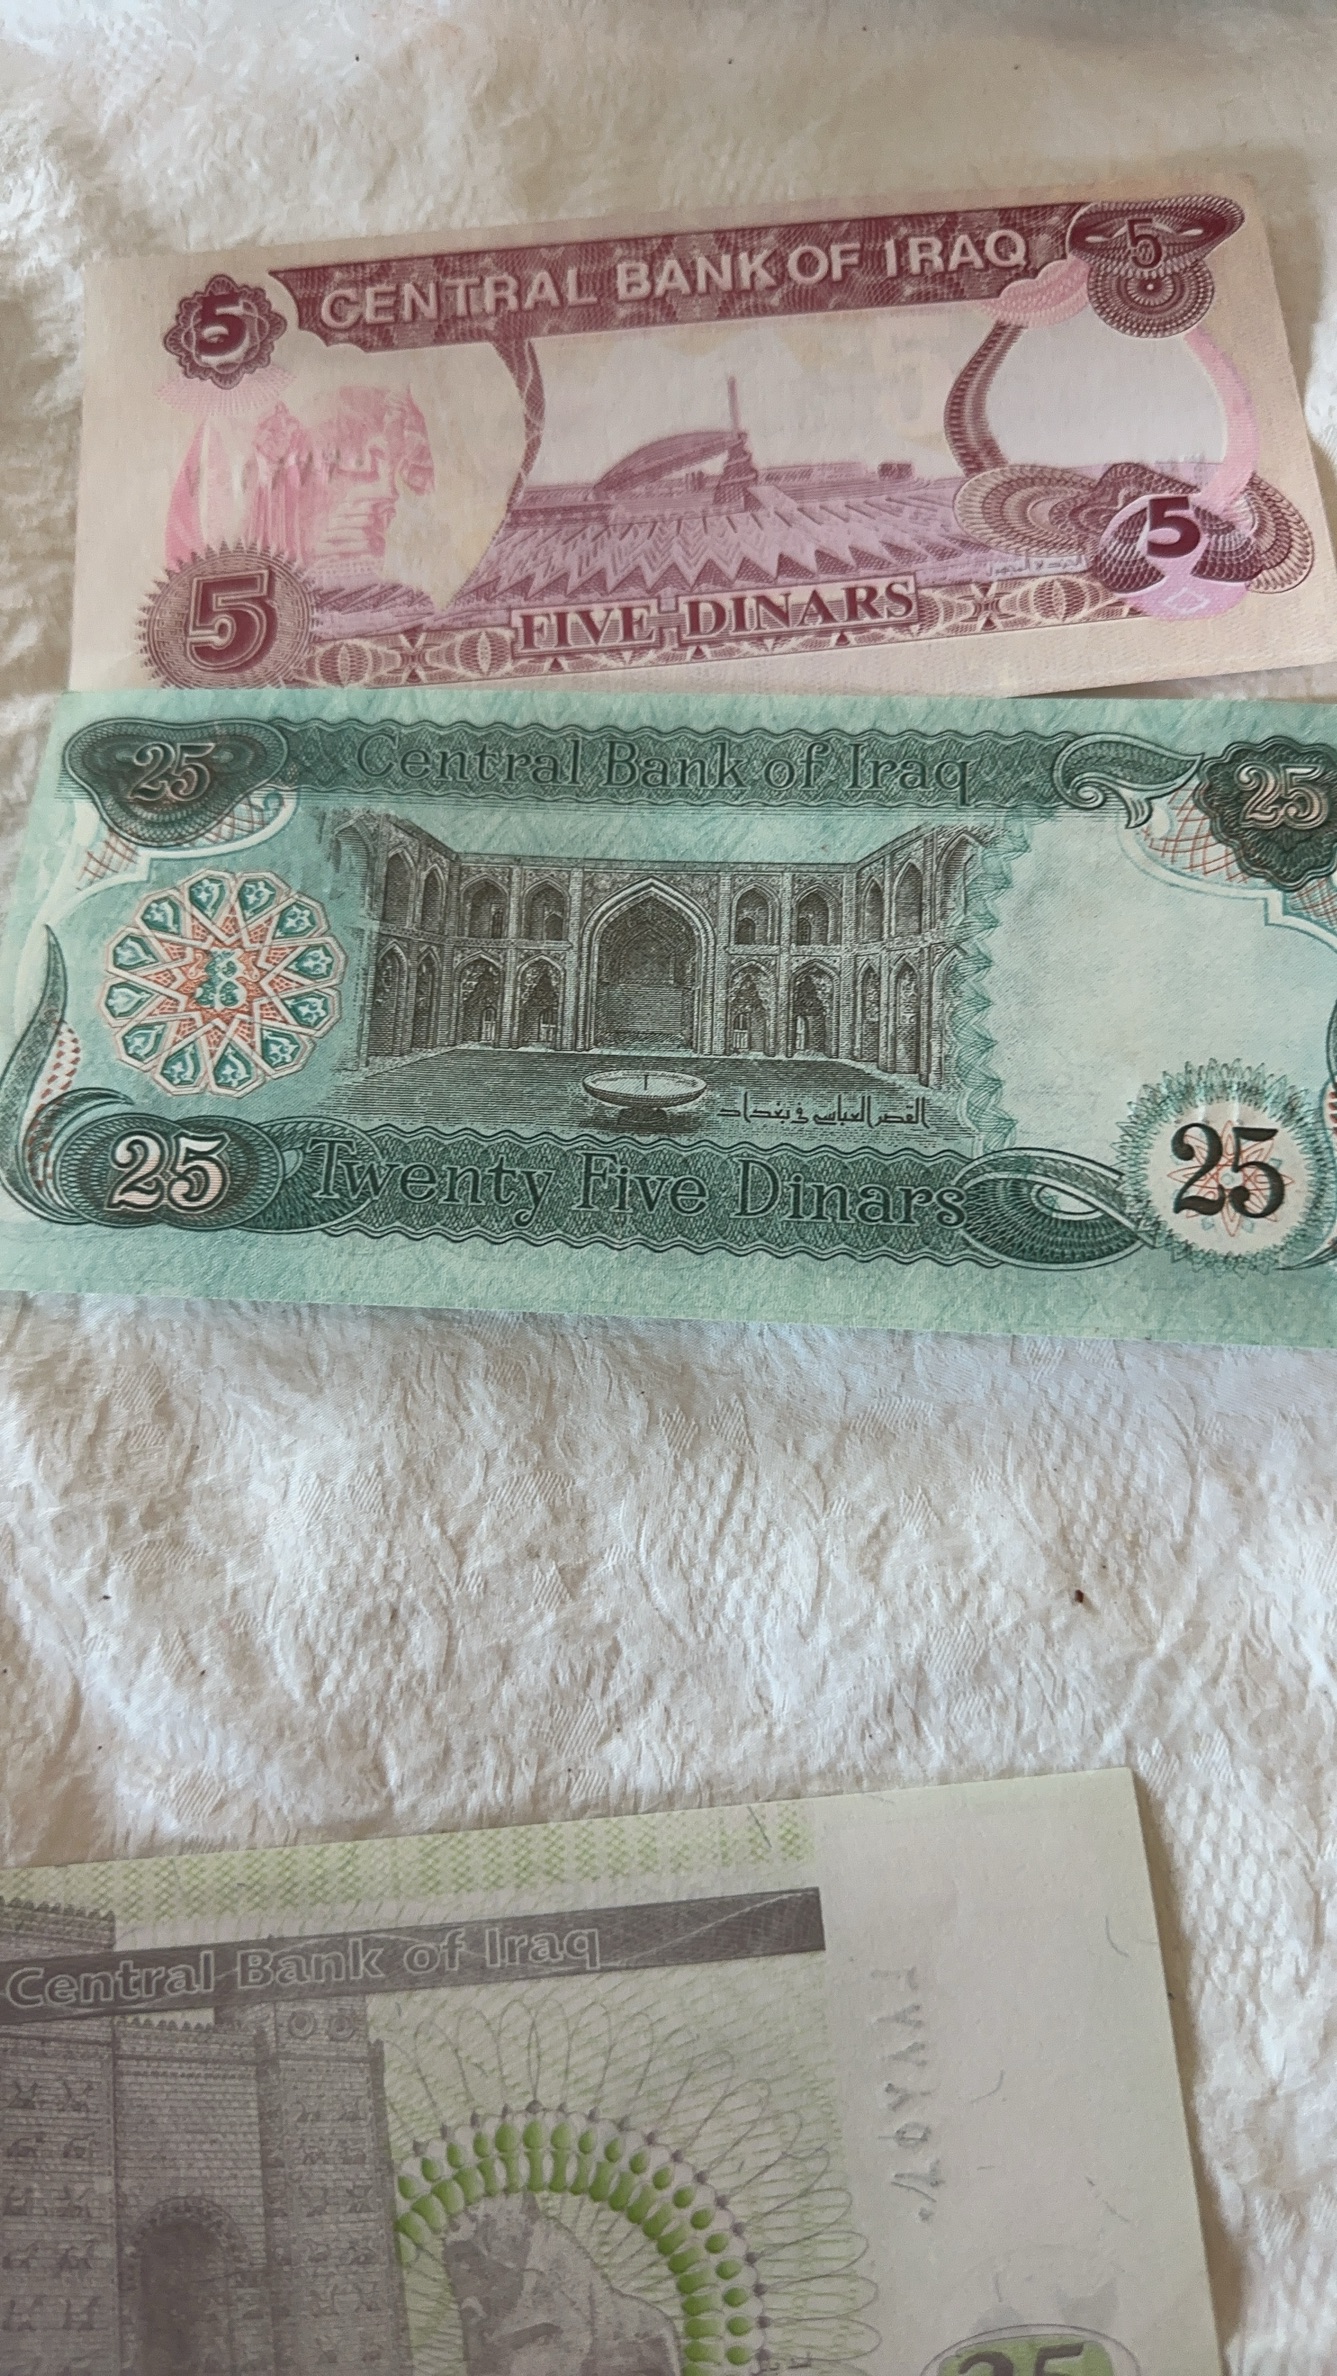 5 CENTRAL BANK OF IRAQ 5
5
5 FIVE DINARS
25 Central Bank of Iraq 25
القصر العباسي في بغداد
25 Twenty Five Dinars 25
Central Bank of Iraq
25